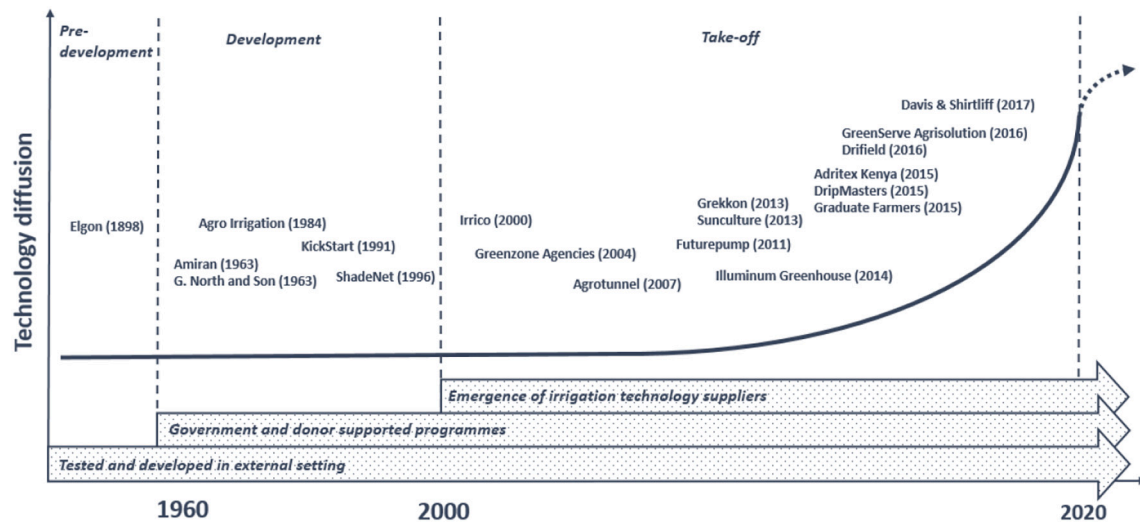 Pre-
development
Development
Take-off
Technology diffusion
Davis & Shirtliff (2017)
GreenServe Agrisolution (2016)
Drifield (2016)
Adritex Kenya (2015)
DripMasters (2015)
Graduate Farmers (2015)
Grekkon (2013)
Sunculture (2013)
Elgon (1898)
Agro Irrigation (1984)
Irrico (2000)
KickStart (1991)
Futurepump (2011)
Greenzone Agencies (2004)
Amiran (1963)
G. North and Son (1963)
ShadeNet (1996)
Agrotunnel (2007)
Illuminum Greenhouse (2014)
Emergence of irrigation technology suppliers
Government and donor supported programmes
Tested and developed in external setting
1960
2000
2020